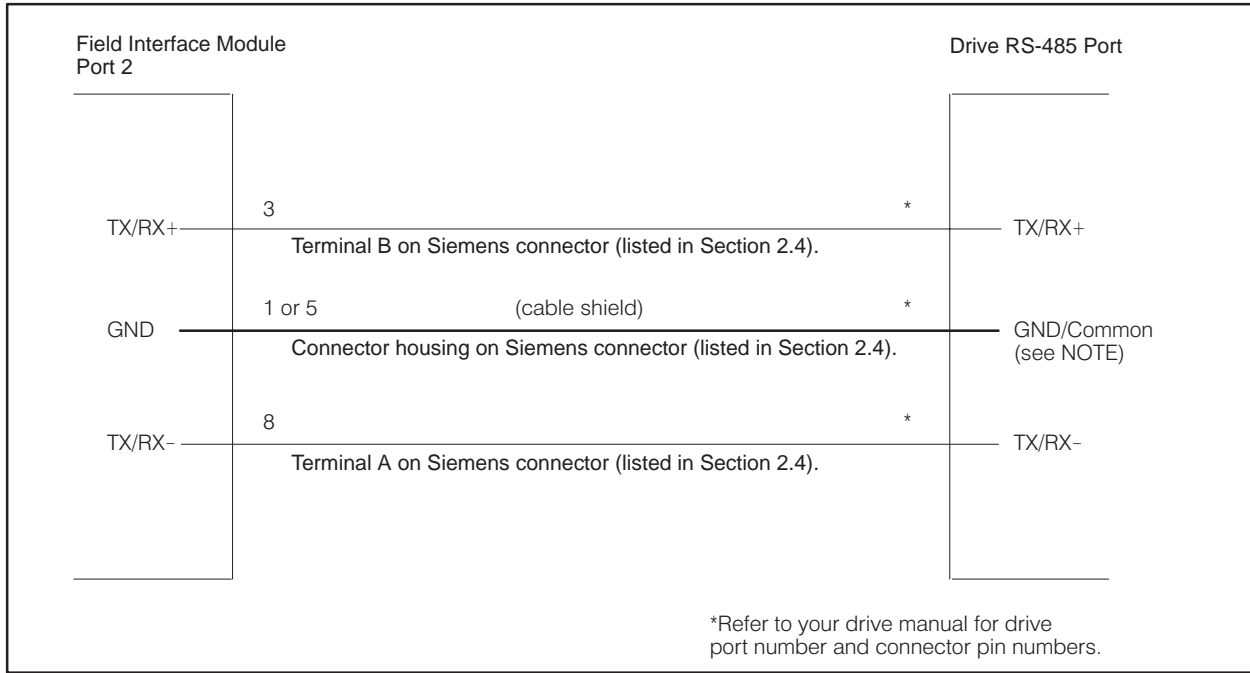 Field Interface Module
Port 2
Drive RS-485 Port
3
*
TX/RX+
TX/RX+
Terminal B on Siemens connector (listed in Section 2.4).
1 or 5
(cable shield)
*
GND
GND/Common
(see NOTE)
Connector housing on Siemens connector (listed in Section 2.4).
8
*
TX/RX–
TX/RX–
Terminal A on Siemens connector (listed in Section 2.4).
*Refer to your drive manual for drive
port number and connector pin numbers.